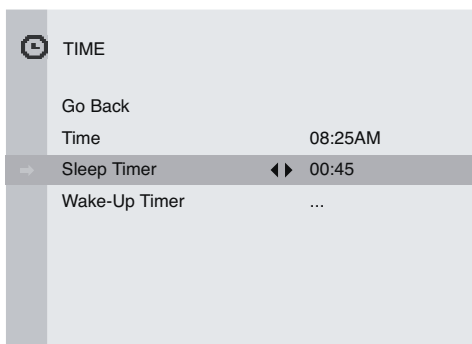 TIME
Go Back
Time 08:25AM
Sleep Timer 00:45
Wake-Up Timer ...